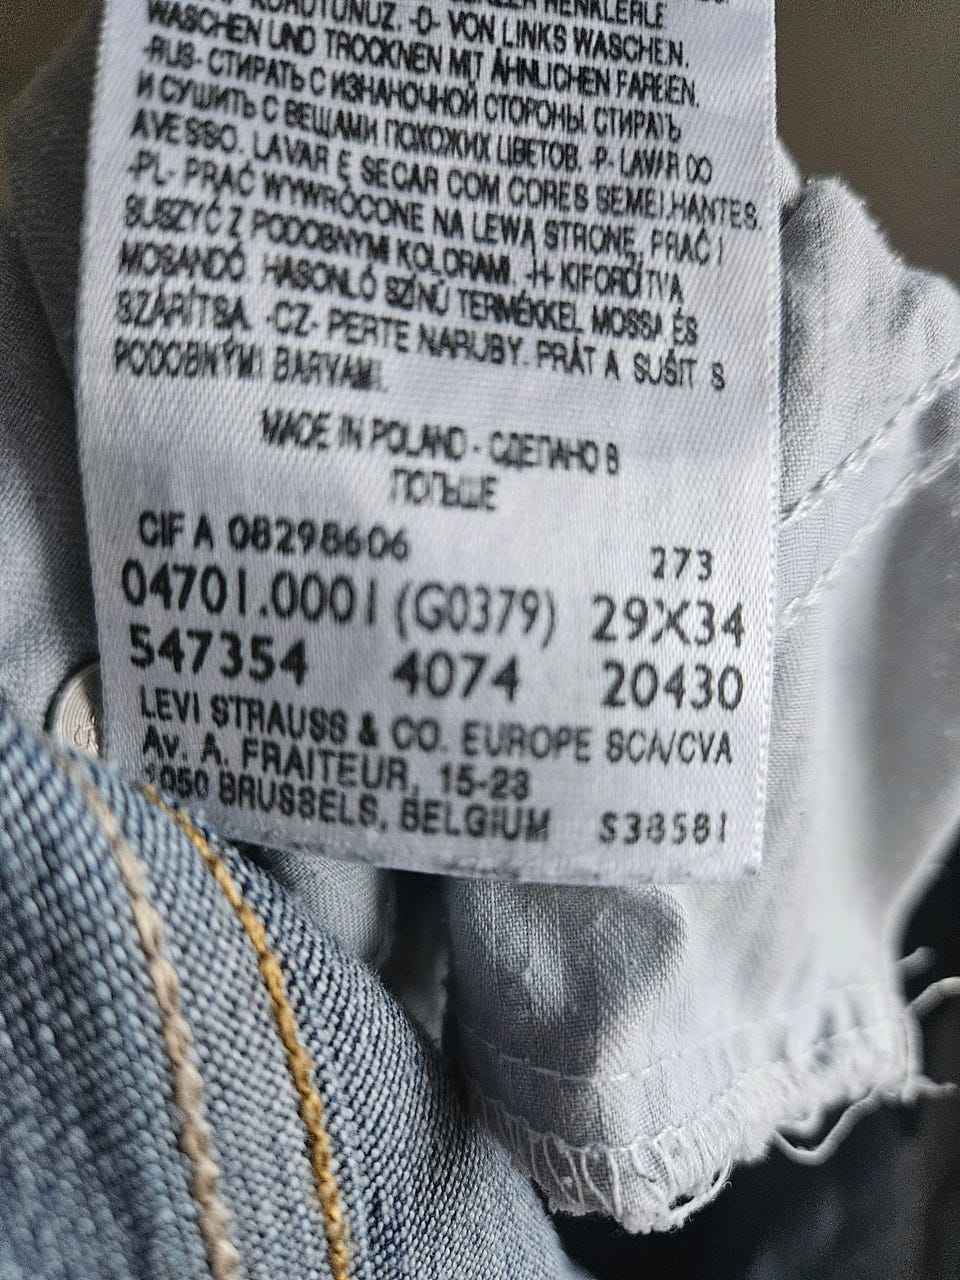 KORUTUNUZ. -D- VON LINKS WASCHEN.
WASCHEN UND TROCKNEN MIT ÄHNLICHEN FARBEN.
-RUS- СТИРАТЬ С ИЗНАНОЧНОЙ СТОРОНЫ. СТИРАТЬ
И СУШИТЬ С ВЕЩАМИ ПОХОЖИХ ЦВЕТОВ. -P- LAVAR DO
AVESSO. LAVAR E SECAR COM CORES SEMELHANTES.
-PL- PRAĆ WYWRÓCONE NA LEWĄ STRONĘ, PRAĆ I
SUSZYĆ Z PODOBNYMI KOLORAMI. -H- KIFORDÍTVA
MOSANDÓ. HASONLÓ SZÍNŰ TERMÉKKEL MOSSA ÉS
SZÁRÍTSA. -CZ- PERTE NARUBY. PRÁT A SUŠIT S
PODOBNÝMI BARVAMI.
MADE IN POLAND - СДЕЛАНО В
ПОЛЬШЕ
CIF A 08298606 273
04701.0001 (G0379) 29X34
547354 4074 20430
LEVI STRAUSS & CO. EUROPE SCA/CVA
AV. A. FRAITEUR, 15-23
1050 BRUSSELS, BELGIUM S38581